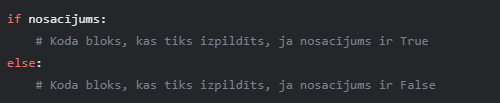 if nosacījums:
    # Koda bloks, kas tiks izpildīts, ja nosacījums ir True
else:
    # Koda bloks, kas tiks izpildīts, ja nosacījums ir False